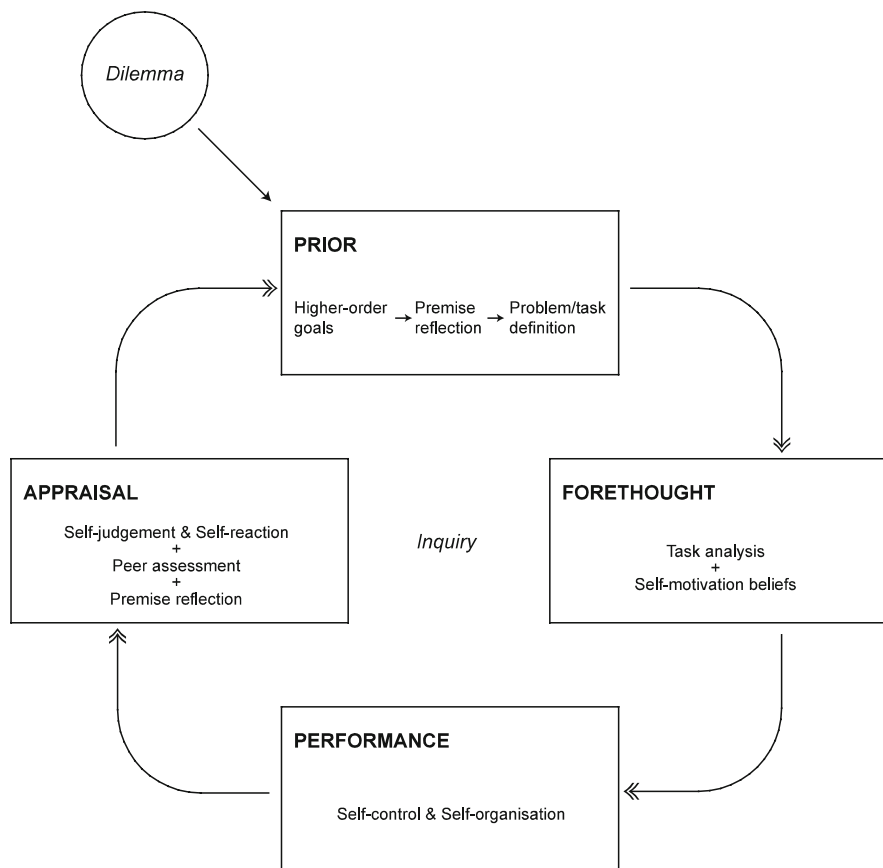 Dilemma
PRIOR
Higher-order goals
Premise reflection
Problem/task definition
FORETHOUGHT
Task analysis
+
Self-motivation beliefs
APPRAISAL
Self-judgement & Self-reaction
+
Peer assessment
+
Premise reflection
Inquiry
PERFORMANCE
Self-control & Self-organisation